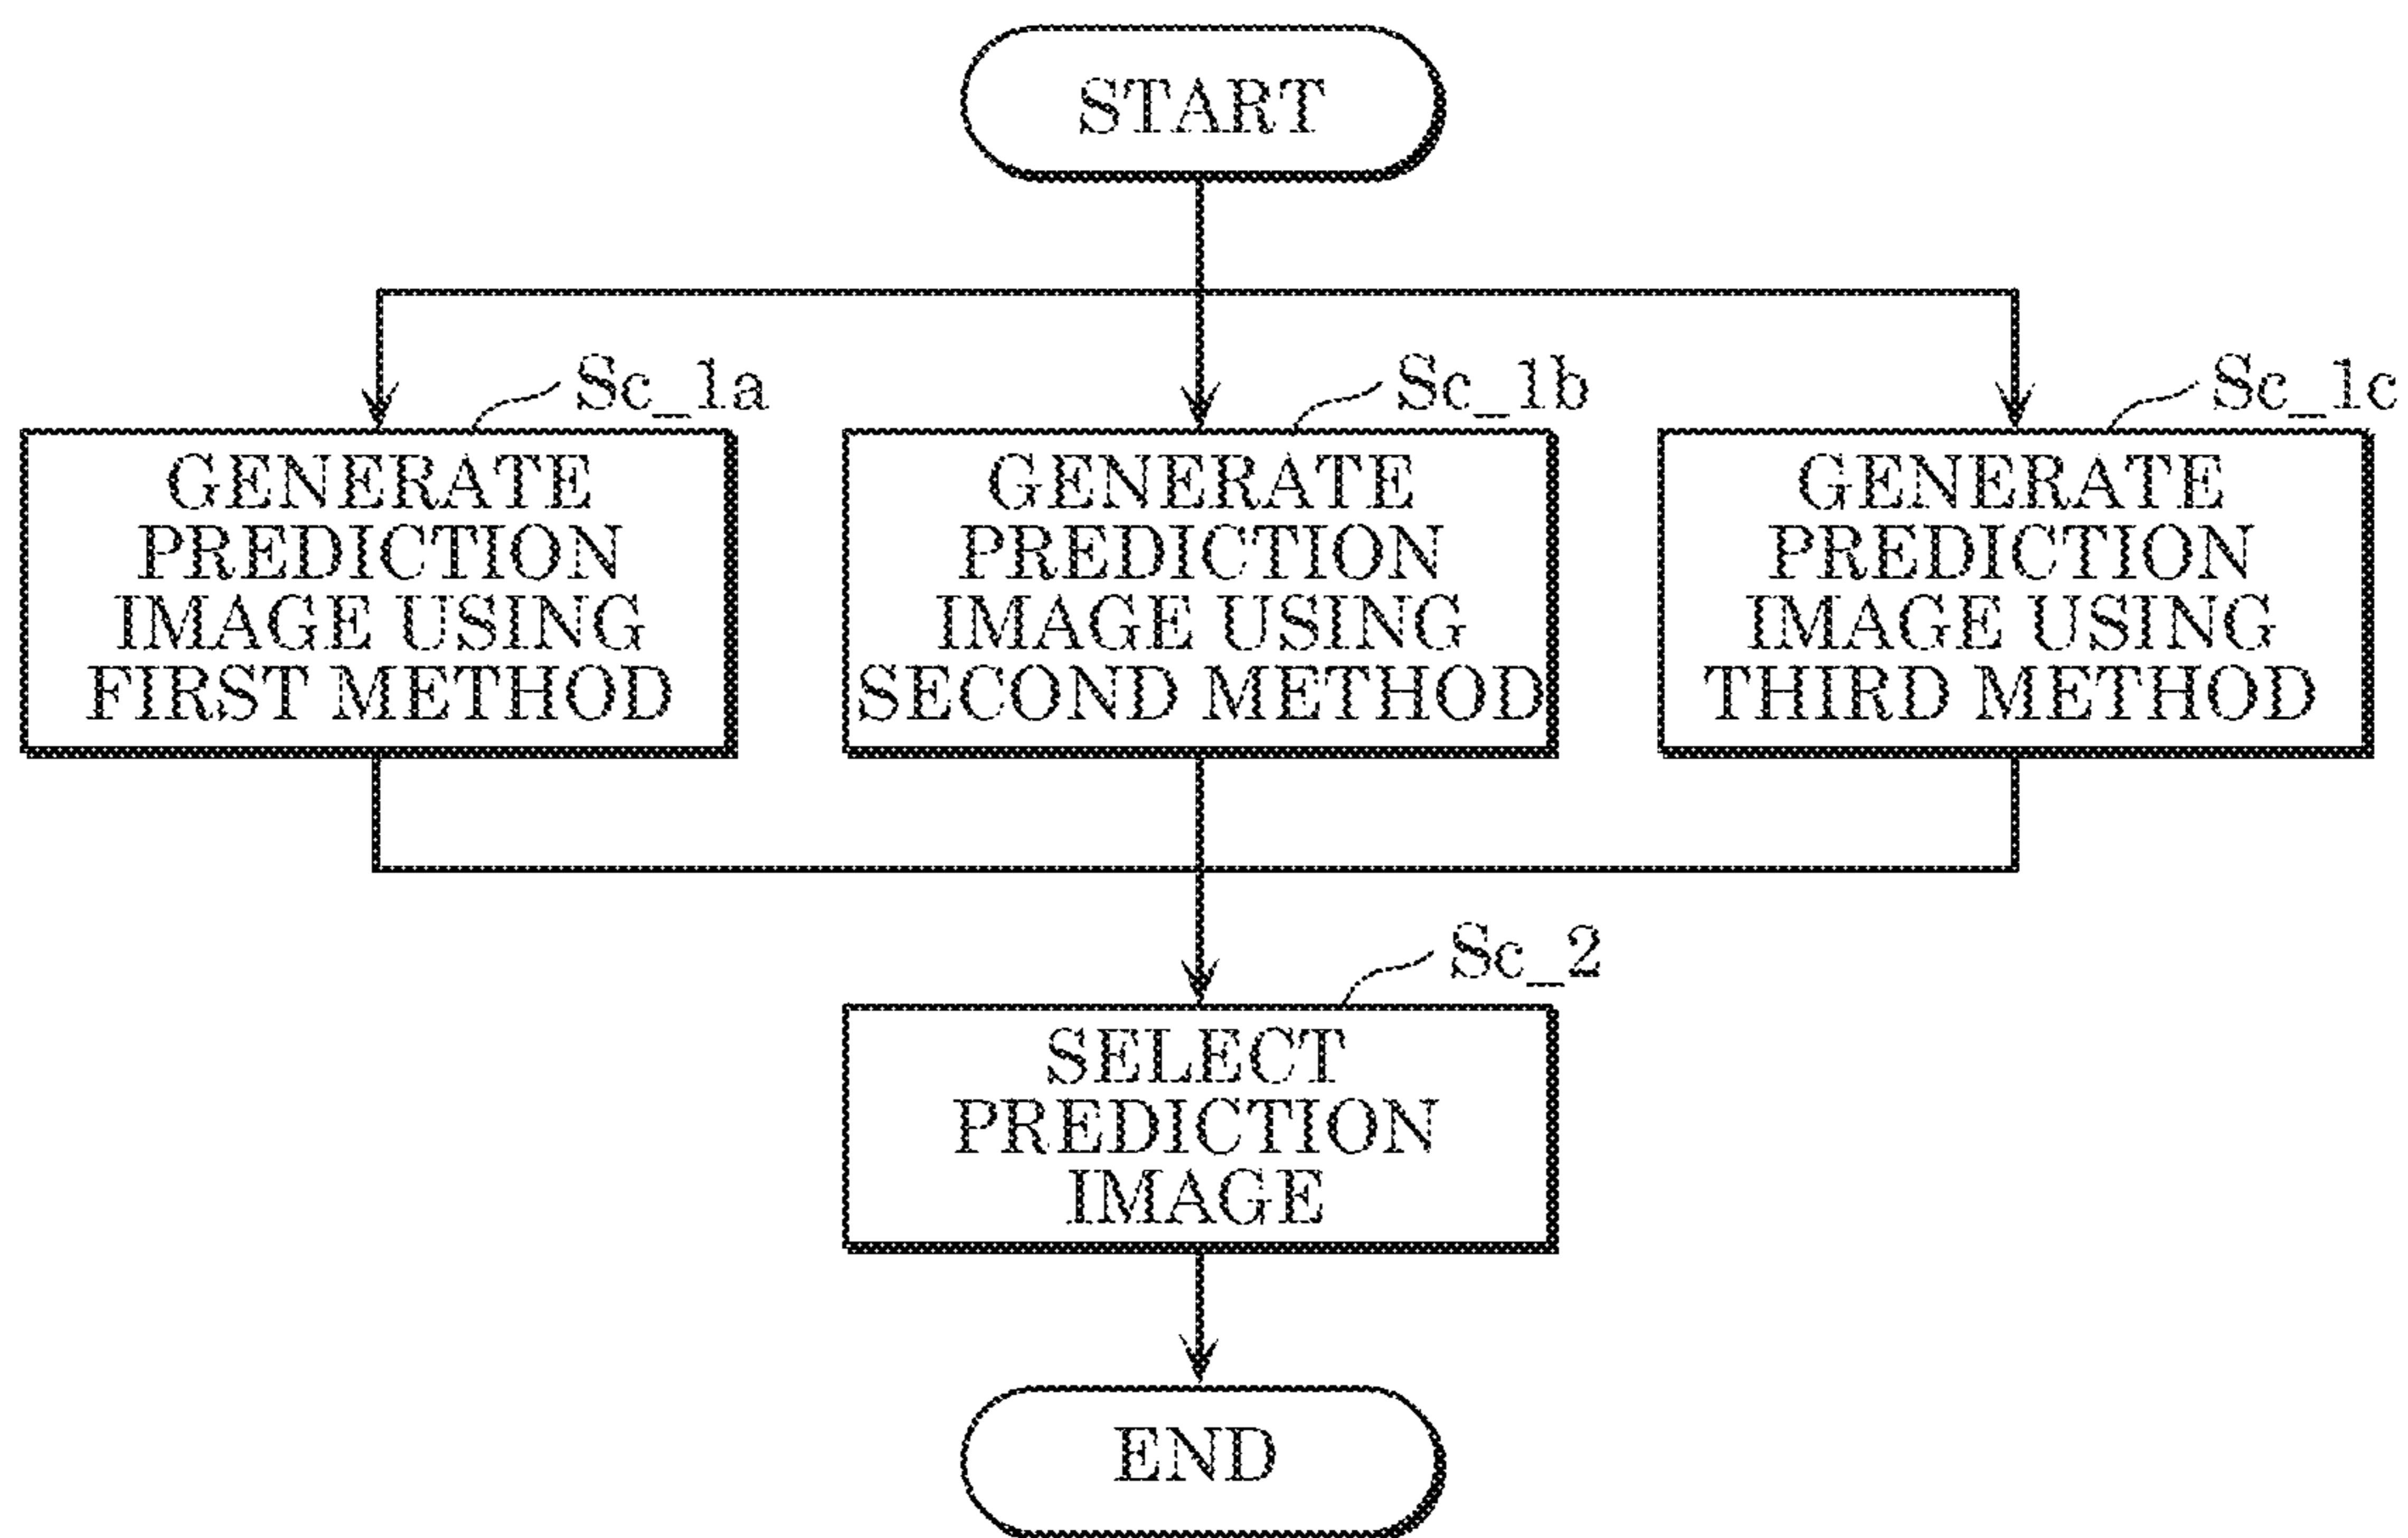 START
Sc_1a
GENERATE
PREDICTION
IMAGE USING
FIRST METHOD
Sc_1b
GENERATE
PREDICTION
IMAGE USING
SECOND METHOD
Sc_1c
GENERATE
PREDICTION
IMAGE USING
THIRD METHOD
Sc_2
SELECT
PREDICTION
IMAGE
END